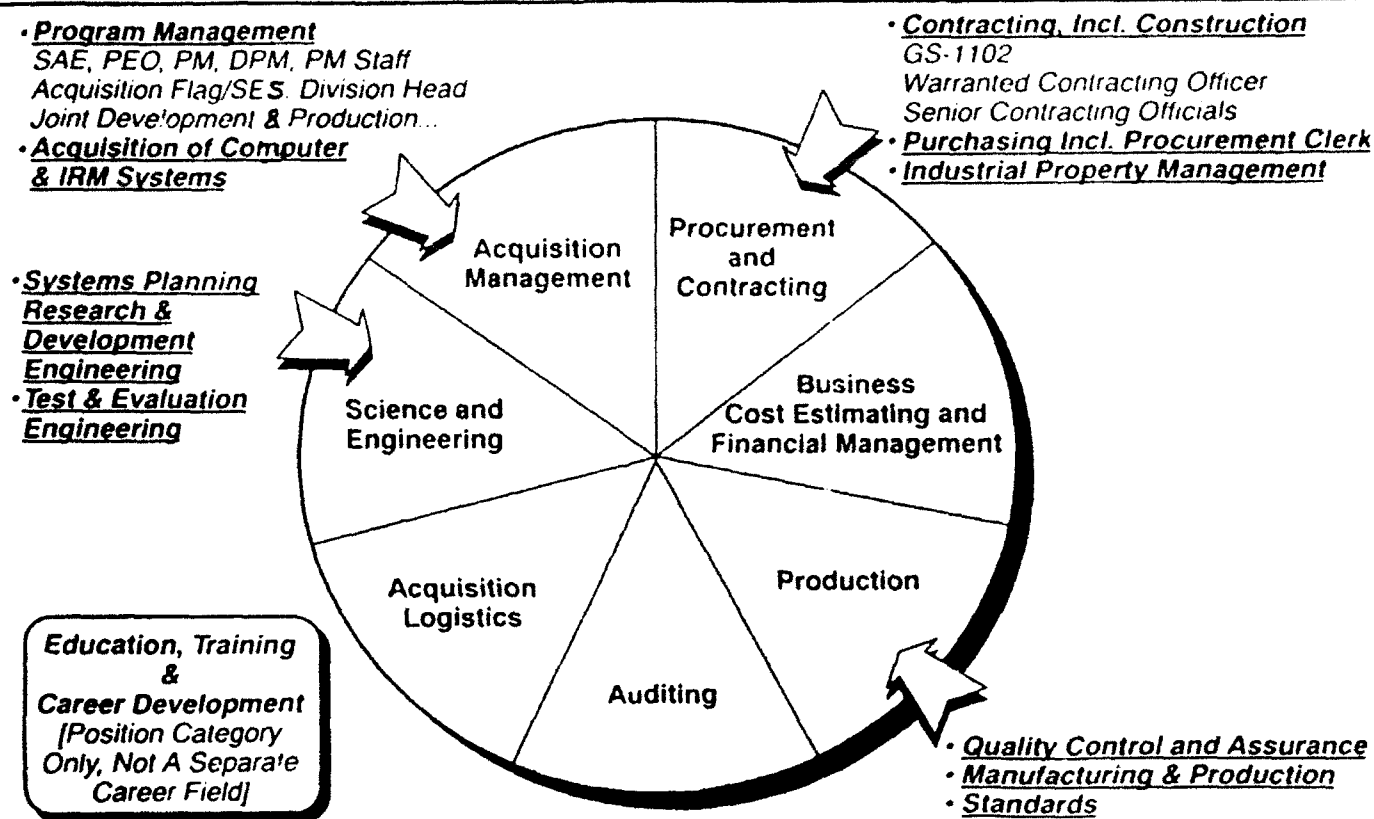 • Program Management
SAE, PEO, PM, DPM, PM Staff
Acquisition Flag/SES. Division Head
Joint Development & Production...
• Acquisition of Computer
& IRM Systems
• Contracting, Incl. Construction
GS-1102
Warranted Contracting Officer
Senior Contracting Officials
• Purchasing Incl. Procurement Clerk
• Industrial Property Management
• Systems Planning
Research &
Development
Engineering
• Test & Evaluation
Engineering
Acquisition
Management
Procurement
and
Contracting
Business
Cost Estimating and
Financial Management
Science and
Engineering
Production
Acquisition
Logistics
Auditing
Education, Training
&
Career Development
[Position Category
Only, Not A Separate
Career Field]
• Quality Control and Assurance
• Manufacturing & Production
• Standards